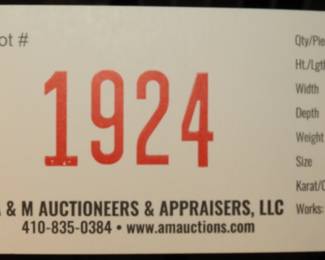 ot #
1924
& M AUCTIONEERS & APPRAISERS, LLC
410-835-0384 • www.amauctions.com
Qty/Pie
Ht./Lgt
Width
Depth
Weight
Size
Karat/
Works: